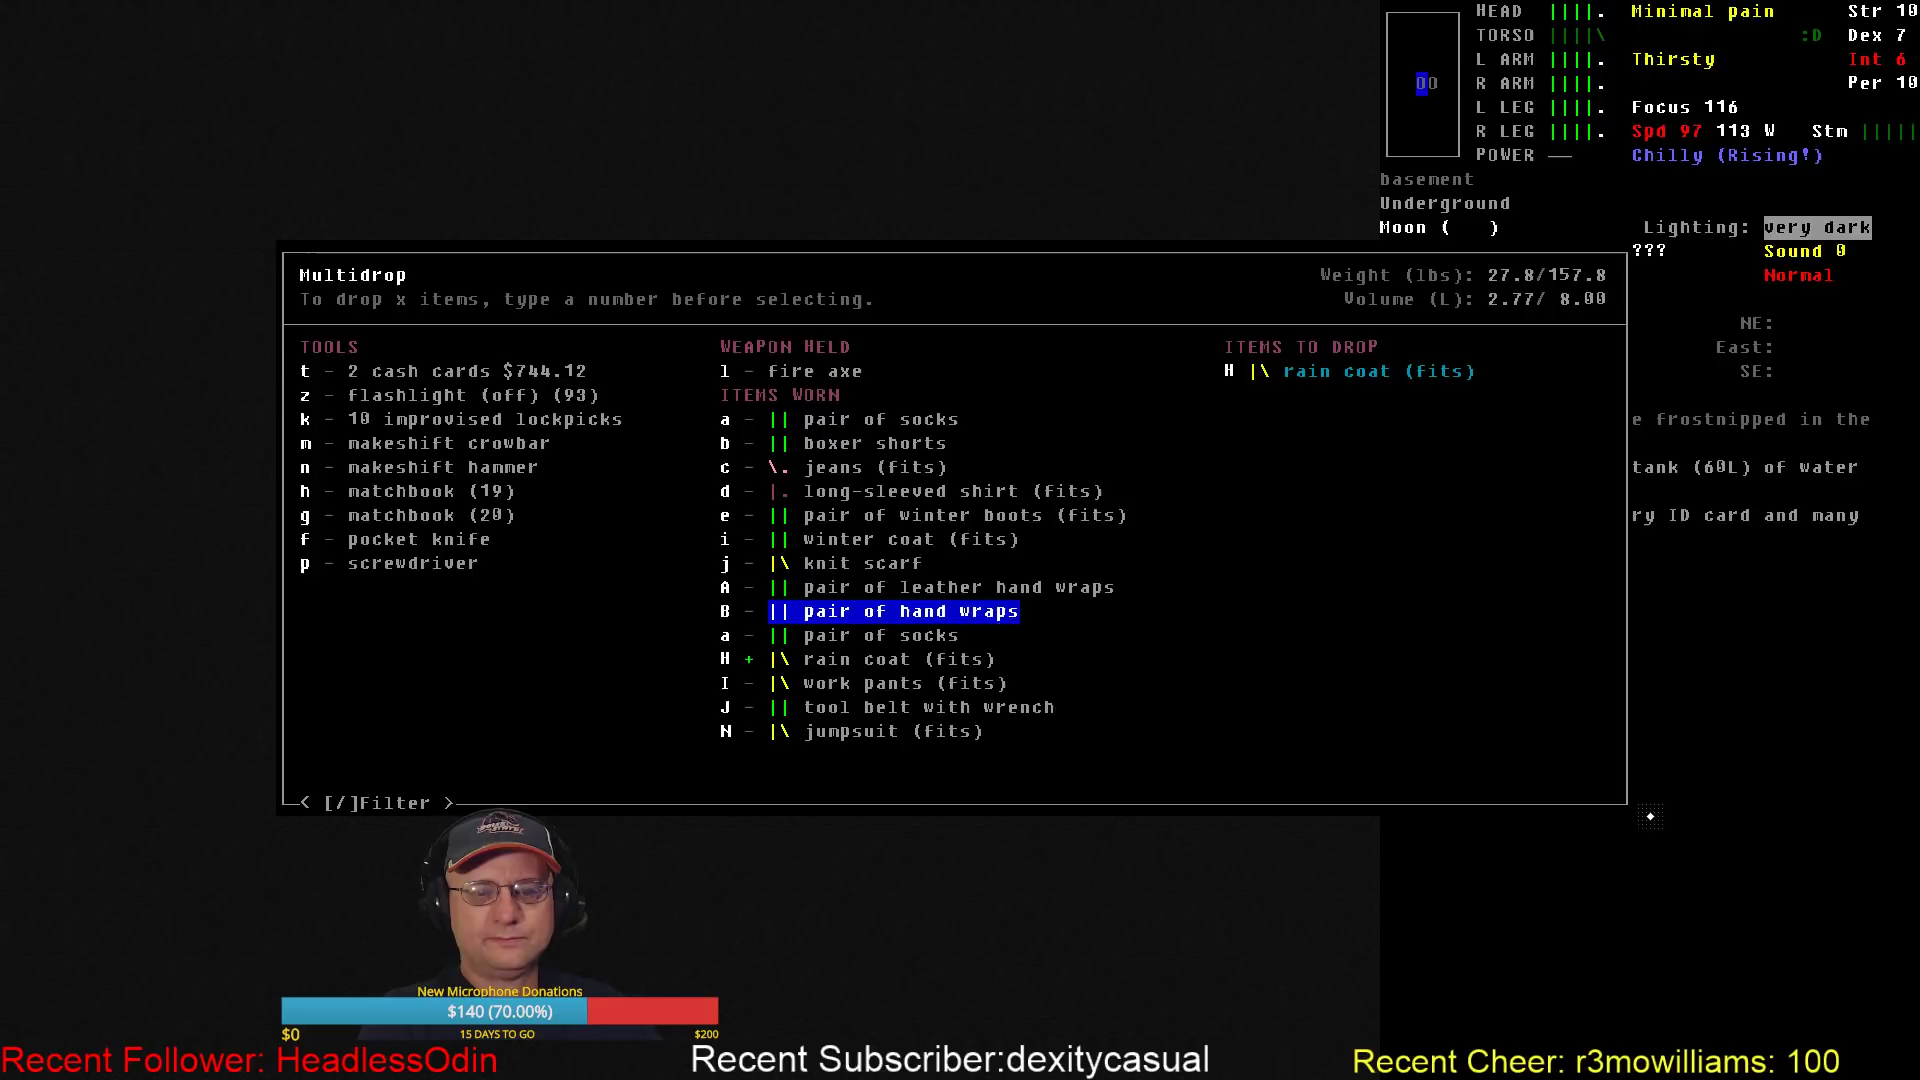 HEAD ||||. Minimal pain Str 10
TORSO ||||\ :D Dex 7
L ARM ||||. Thirsty Int 6
R ARM ||||. Per 10
L LEG ||||. Focus 116
R LEG ||||. Spd 97 113 W Stm |||||
POWER — Chilly (Rising!)
basement
Underground
Moon ( ) Lighting: very dark
??? Sound 0
Normal
Multidrop Weight (lbs): 27.8/157.8
To drop x items, type a number before selecting. Volume (L): 2.77/ 8.00
TOOLS
t - 2 cash cards $744.12
z - flashlight (off) (93)
k - 10 improvised lockpicks
m - makeshift crowbar
n - makeshift hammer
h - matchbook (19)
g - matchbook (20)
f - pocket knife
p - screwdriver
WEAPON HELD
l - fire axe
ITEMS WORN
a - || pair of socks
b - || boxer shorts
c - \. jeans (fits)
d - |. long-sleeved shirt (fits)
e - || pair of winter boots (fits)
i - || winter coat (fits)
j - |\ knit scarf
A - || pair of leather hand wraps
B - || pair of hand wraps
a - || pair of socks
H + |\ rain coat (fits)
I - |\ work pants (fits)
J - || tool belt with wrench
N - |\ jumpsuit (fits)
ITEMS TO DROP
H |\ rain coat (fits)
< [/]Filter >
NE:
East:
SE:
e frostnipped in the
tank (60L) of water
ry ID card and many
New Microphone Donations
$140 (70.00%)
$0 15 DAYS TO GO $200
Recent Follower: HeadlessOdin
Recent Subscriber:dexitycasual
Recent Cheer: r3mowilliams: 100